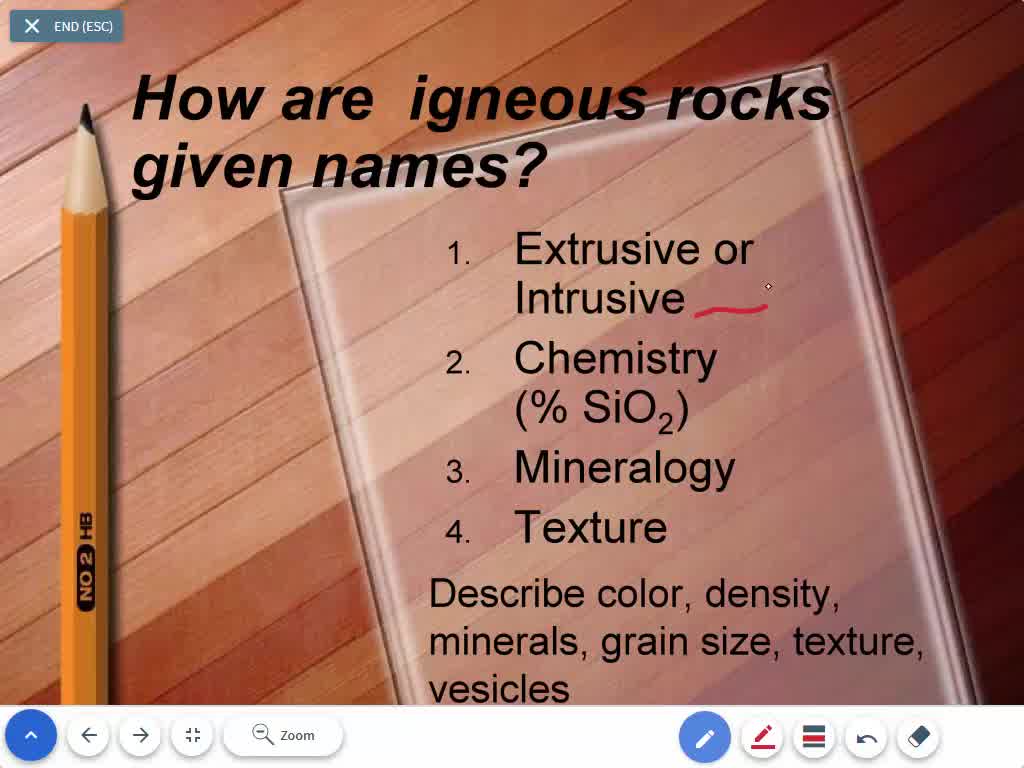 END (ESC)
How are igneous rocks
given names?
1. Extrusive or
Intrusive
2. Chemistry
(% SiO₂)
3. Mineralogy
4. Texture
Describe color, density,
minerals, grain size, texture,
vesicles
NO 2 HB
Zoom